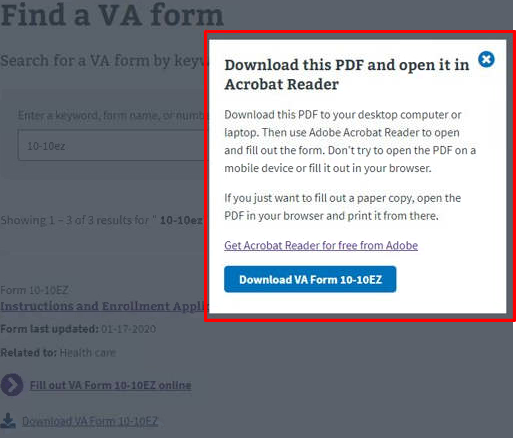 Find a VA form
Search for a VA form by keyw
Enter a keyword, form name, or numb
10-10ez
Showing 1 – 3 of 3 results for " 10-10ez
Form 10-10EZ
Instructions and Enrollment Appli
Form last updated: 01-17-2020
Related to: Health care
Fill out VA Form 10-10EZ online
Download VA Form 10-10EZ
Download this PDF and open it in
Acrobat Reader
Download this PDF to your desktop computer or
laptop. Then use Adobe Acrobat Reader to open
and fill out the form. Don't try to open the PDF on a
mobile device or fill it out in your browser.
If you just want to fill out a paper copy, open the
PDF in your browser and print it from there.
Get Acrobat Reader for free from Adobe
Download VA Form 10-10EZ